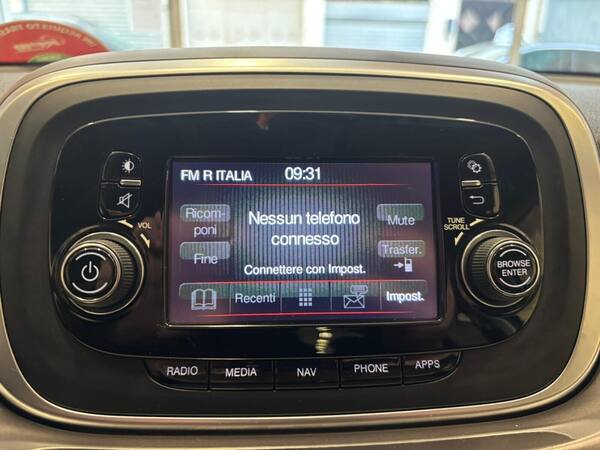 FM R ITALIA
09:31
Ricom-
poni
Nessun telefono
connesso
Mute
Fine
Trasfer.
Connettere con Impost.
Recenti
Impost.
VOL
TUNE
SCROLL
BROWSE
ENTER
RADIO
MEDIA
NAV
PHONE
APPS